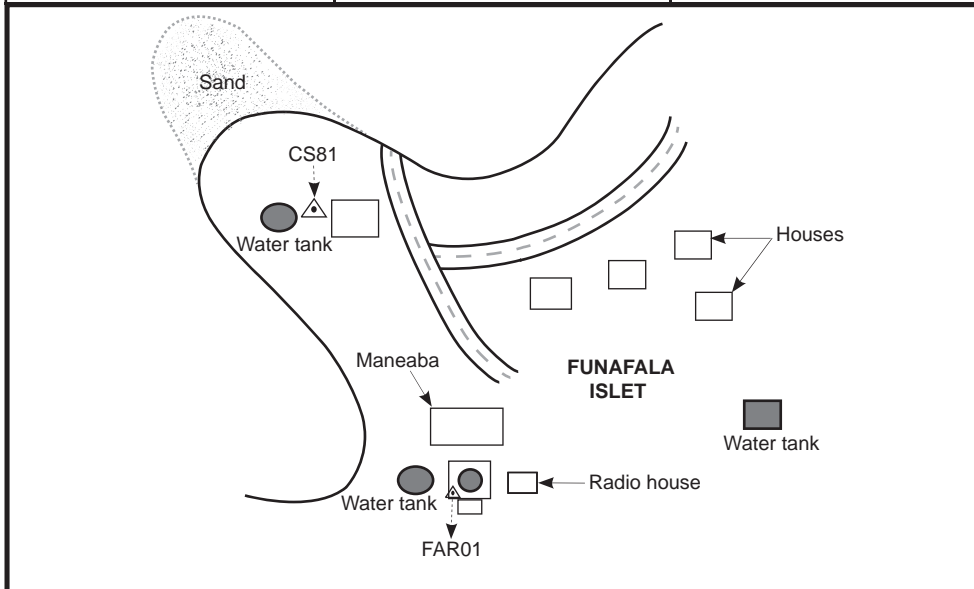 Sand
CS81
Water tank
Houses
Maneaba
FUNAFALA
ISLET
Water tank
Radio house
Water tank
FAR01